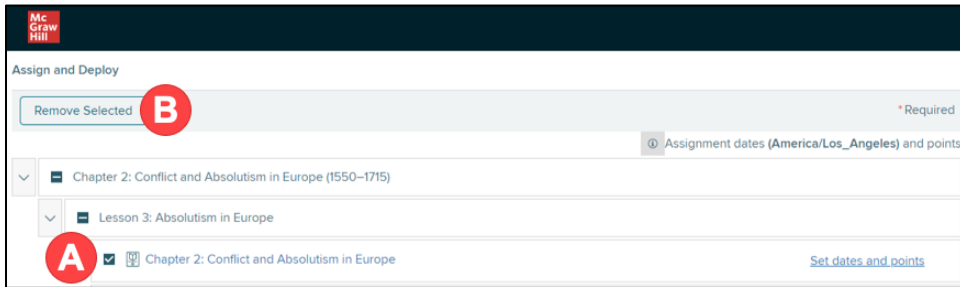 Mc
Graw
Hill
Assign and Deploy
Remove Selected B *Required
Assignment dates (America/Los_Angeles) and points
Chapter 2: Conflict and Absolutism in Europe (1550–1715)
Lesson 3: Absolutism in Europe
A Chapter 2: Conflict and Absolutism in Europe Set dates and points